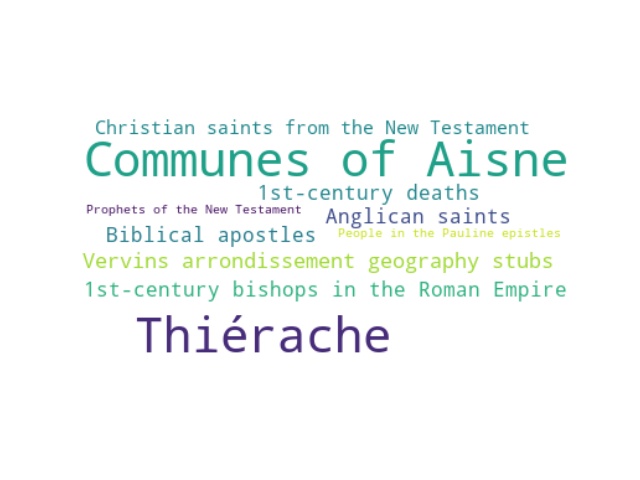 Christian saints from the New Testament
Communes of Aisne
1st-century deaths
Prophets of the New Testament
Anglican saints
Biblical apostles
People in the Pauline epistles
Vervins arrondissement geography stubs
1st-century bishops in the Roman Empire
Thiérache